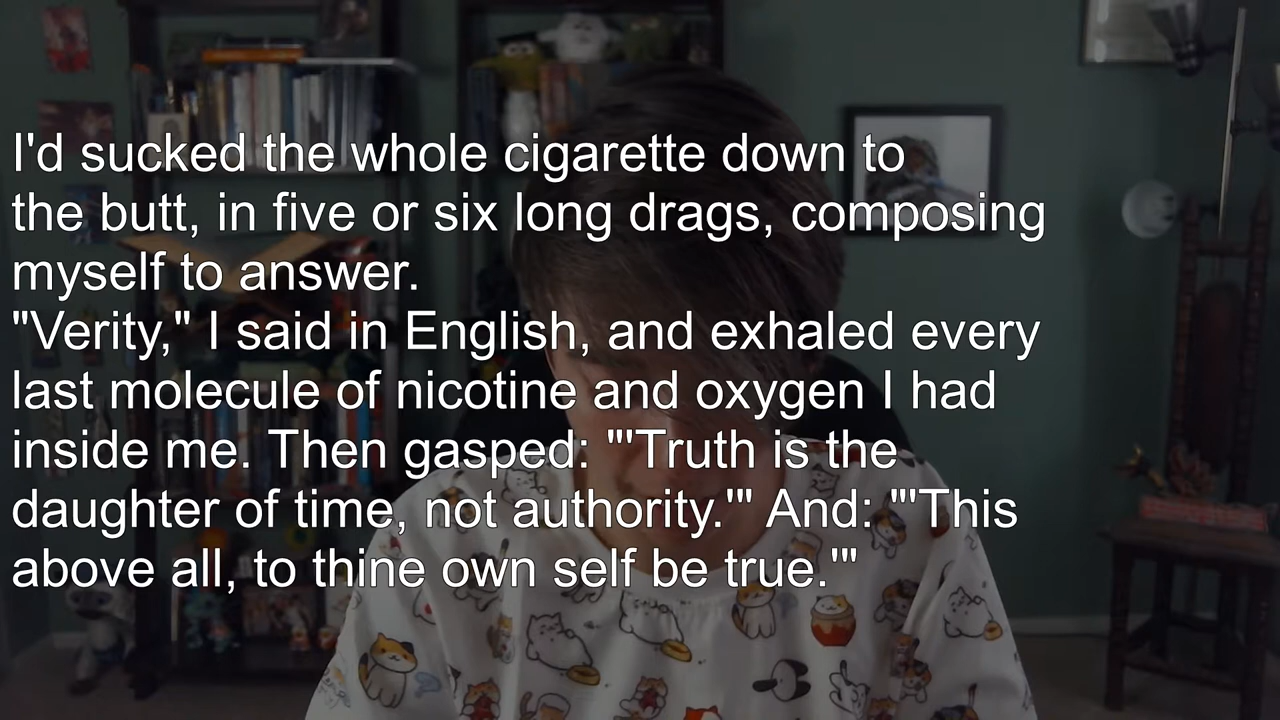 I'd sucked the whole cigarette down to
the butt, in five or six long drags, composing
myself to answer.
"Verity," I said in English, and exhaled every
last molecule of nicotine and oxygen I had
inside me. Then gasped: "'Truth is the
daughter of time, not authority.'" And: "'This
above all, to thine own self be true.'"